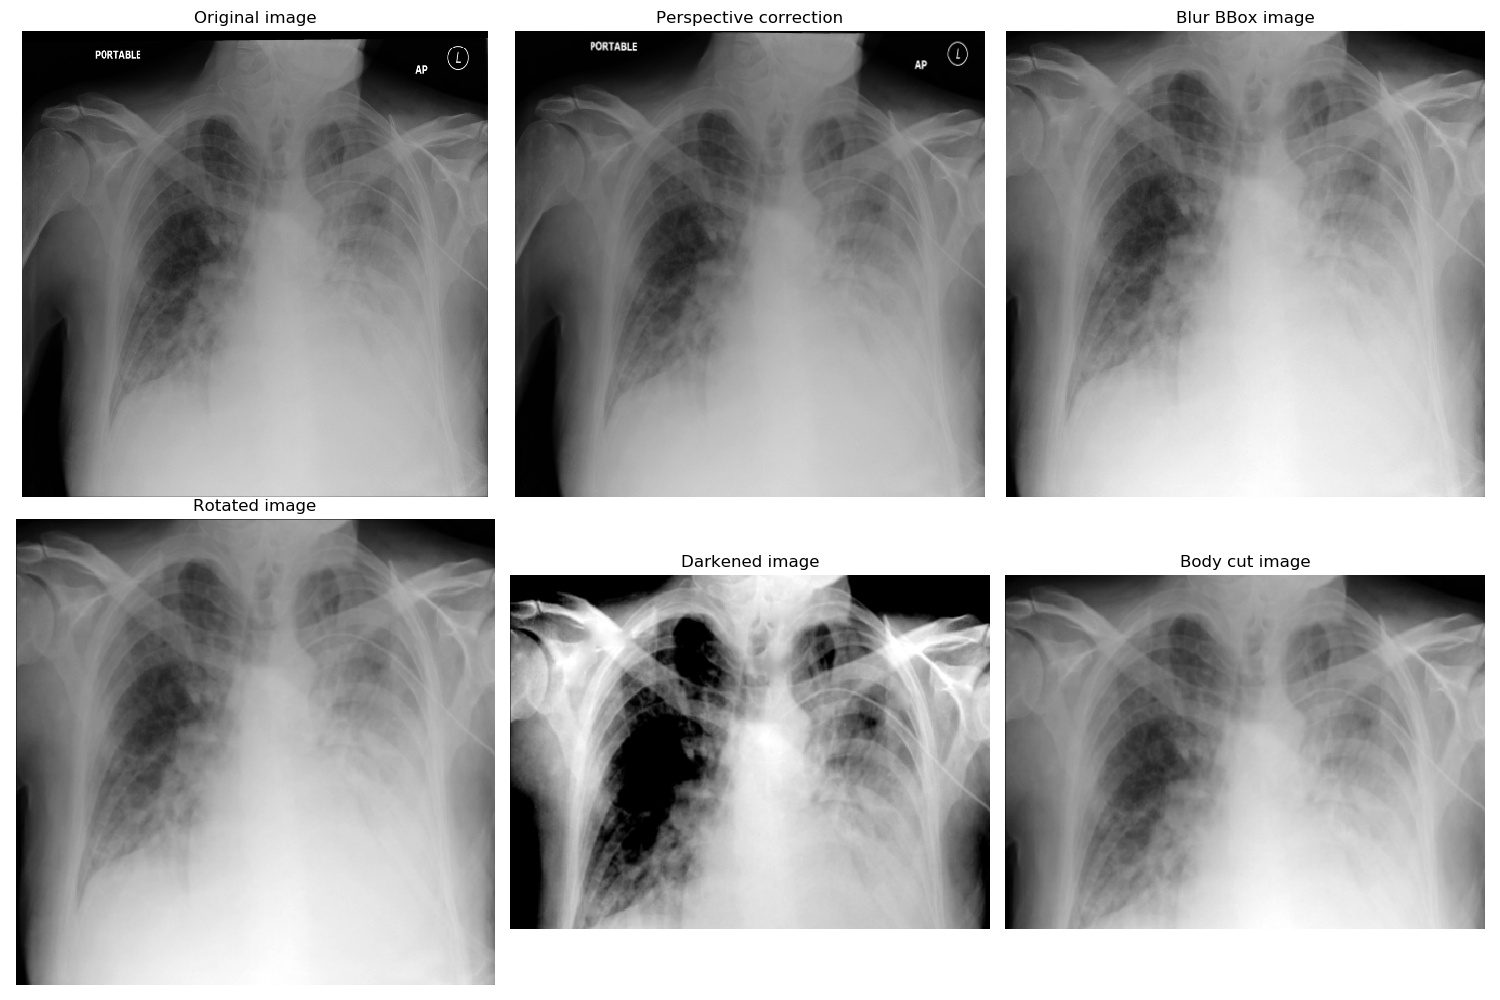 Original image
Perspective correction
Blur BBox image
PORTABLE
AP
L
PORTABLE
AP
L
Rotated image
Darkened image
Body cut image